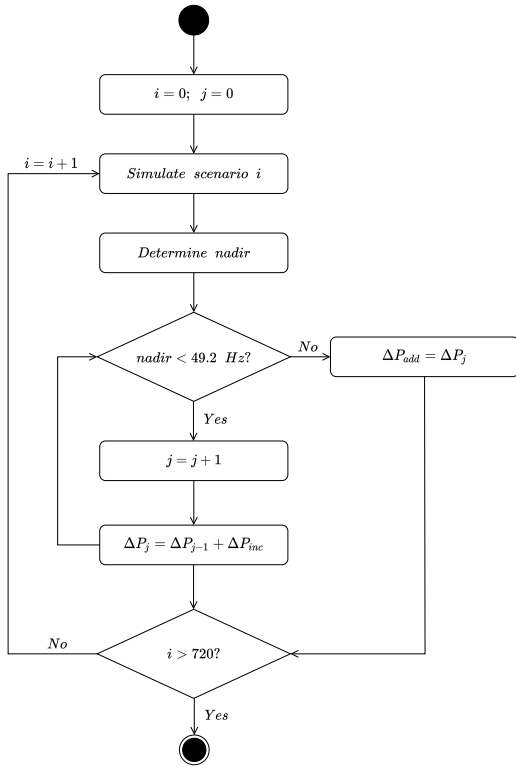 i = 0; j = 0
i = i + 1
Simulate scenario i
Determine nadir
nadir < 49.2 Hz?
No
ΔP_add = ΔP_j
Yes
j = j + 1
ΔP_j = ΔP_{j−1} + ΔP_inc
No
i > 720?
Yes